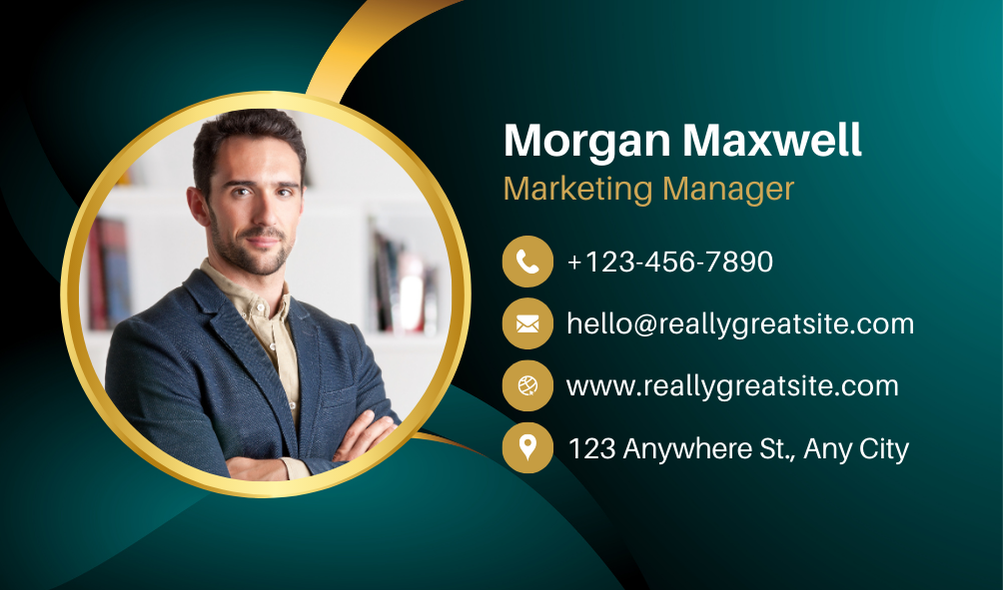 Morgan Maxwell
Marketing Manager
+123-456-7890
hello@reallygreatsite.com
www.reallygreatsite.com
123 Anywhere St., Any City